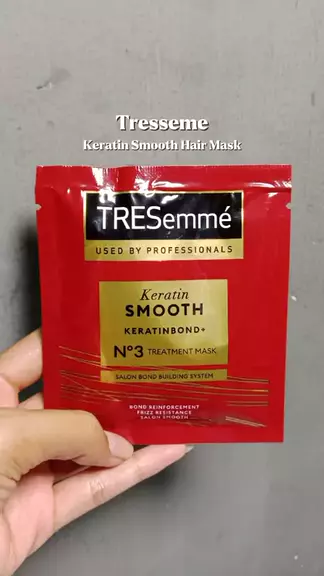 Tresseme
Keratin Smooth Hair Mask
TRESemmé
USED BY PROFESSIONALS
Keratin
SMOOTH
KERATINBOND+
Nº3 TREATMENT MASK
SALON BOND BUILDING SYSTEM
BOND REINFORCEMENT
FRIZZ RESISTANCE
SALON SMOOTH